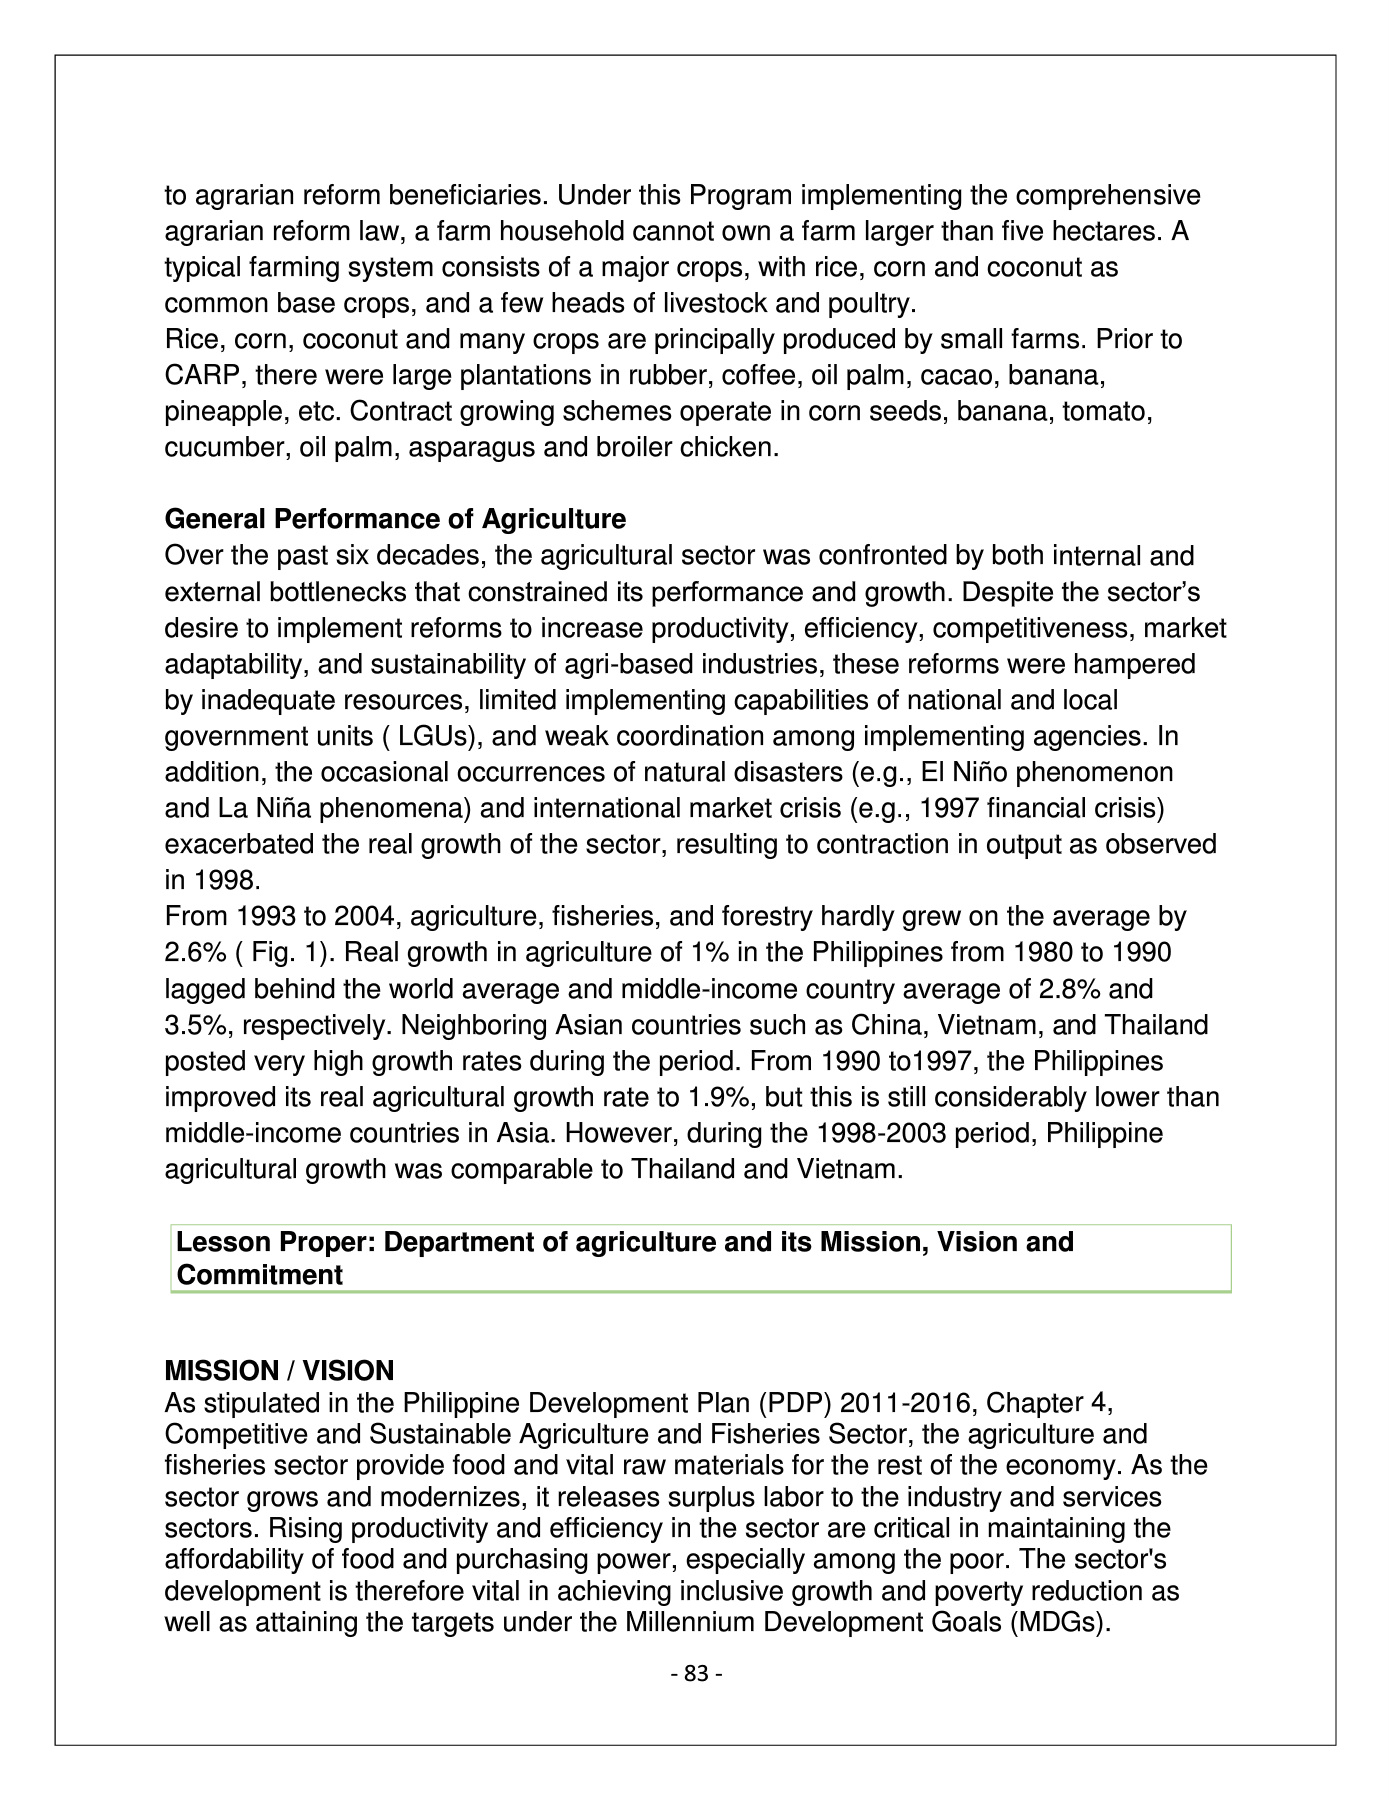 to agrarian reform beneficiaries. Under this Program implementing the comprehensive
agrarian reform law, a farm household cannot own a farm larger than five hectares. A
typical farming system consists of a major crops, with rice, corn and coconut as
common base crops, and a few heads of livestock and poultry.
Rice, corn, coconut and many crops are principally produced by small farms. Prior to
CARP, there were large plantations in rubber, coffee, oil palm, cacao, banana,
pineapple, etc. Contract growing schemes operate in corn seeds, banana, tomato,
cucumber, oil palm, asparagus and broiler chicken.
General Performance of Agriculture
Over the past six decades, the agricultural sector was confronted by both internal and
external bottlenecks that constrained its performance and growth. Despite the sector’s
desire to implement reforms to increase productivity, efficiency, competitiveness, market
adaptability, and sustainability of agri-based industries, these reforms were hampered
by inadequate resources, limited implementing capabilities of national and local
government units ( LGUs), and weak coordination among implementing agencies. In
addition, the occasional occurrences of natural disasters (e.g., El Niño phenomenon
and La Niña phenomena) and international market crisis (e.g., 1997 financial crisis)
exacerbated the real growth of the sector, resulting to contraction in output as observed
in 1998.
From 1993 to 2004, agriculture, fisheries, and forestry hardly grew on the average by
2.6% ( Fig. 1). Real growth in agriculture of 1% in the Philippines from 1980 to 1990
lagged behind the world average and middle-income country average of 2.8% and
3.5%, respectively. Neighboring Asian countries such as China, Vietnam, and Thailand
posted very high growth rates during the period. From 1990 to1997, the Philippines
improved its real agricultural growth rate to 1.9%, but this is still considerably lower than
middle-income countries in Asia. However, during the 1998-2003 period, Philippine
agricultural growth was comparable to Thailand and Vietnam.
Lesson Proper: Department of agriculture and its Mission, Vision and
Commitment
MISSION / VISION
As stipulated in the Philippine Development Plan (PDP) 2011-2016, Chapter 4,
Competitive and Sustainable Agriculture and Fisheries Sector, the agriculture and
fisheries sector provide food and vital raw materials for the rest of the economy. As the
sector grows and modernizes, it releases surplus labor to the industry and services
sectors. Rising productivity and efficiency in the sector are critical in maintaining the
affordability of food and purchasing power, especially among the poor. The sector's
development is therefore vital in achieving inclusive growth and poverty reduction as
well as attaining the targets under the Millennium Development Goals (MDGs).
- 83 -